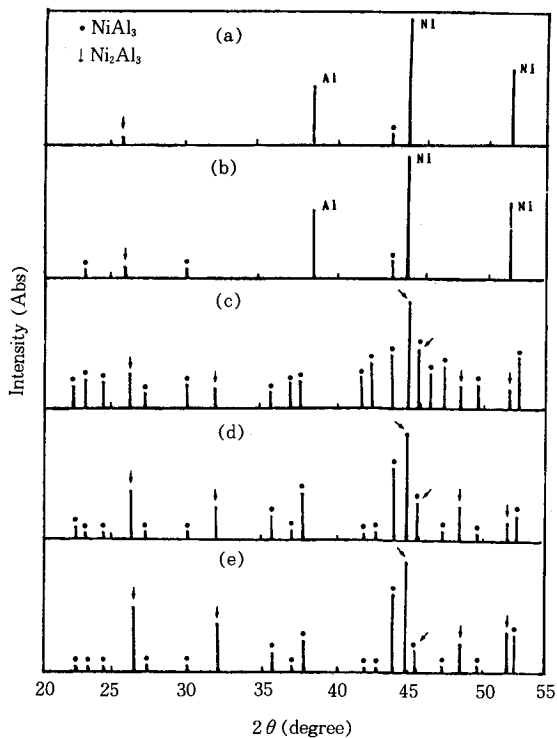 • NiAl₃
↓ Ni₂Al₃
(a)
Al
Ni
Ni
(b)
Al
Ni
Ni
(c)
(d)
(e)
Intensity (Abs)
20 25 30 35 40 45 50 55
2θ (degree)